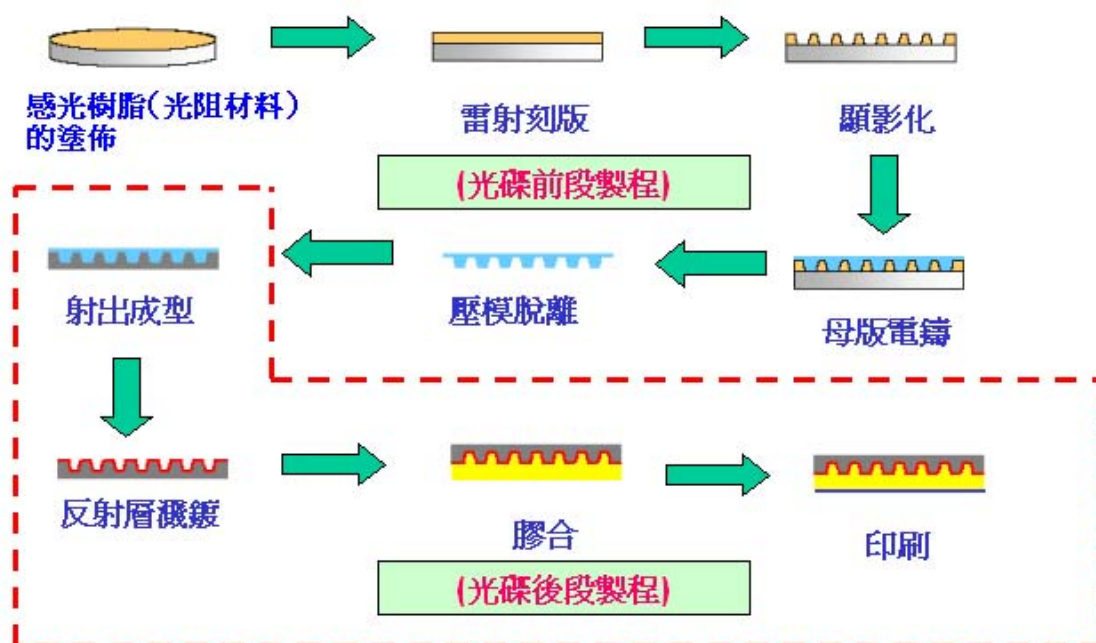 感光樹脂(光阻材料)
的塗佈
雷射刻版
顯影化
(光碟前段製程)
射出成型
壓模脫離
母版電鑄
反射層濺鍍
膠合
印刷
(光碟後段製程)